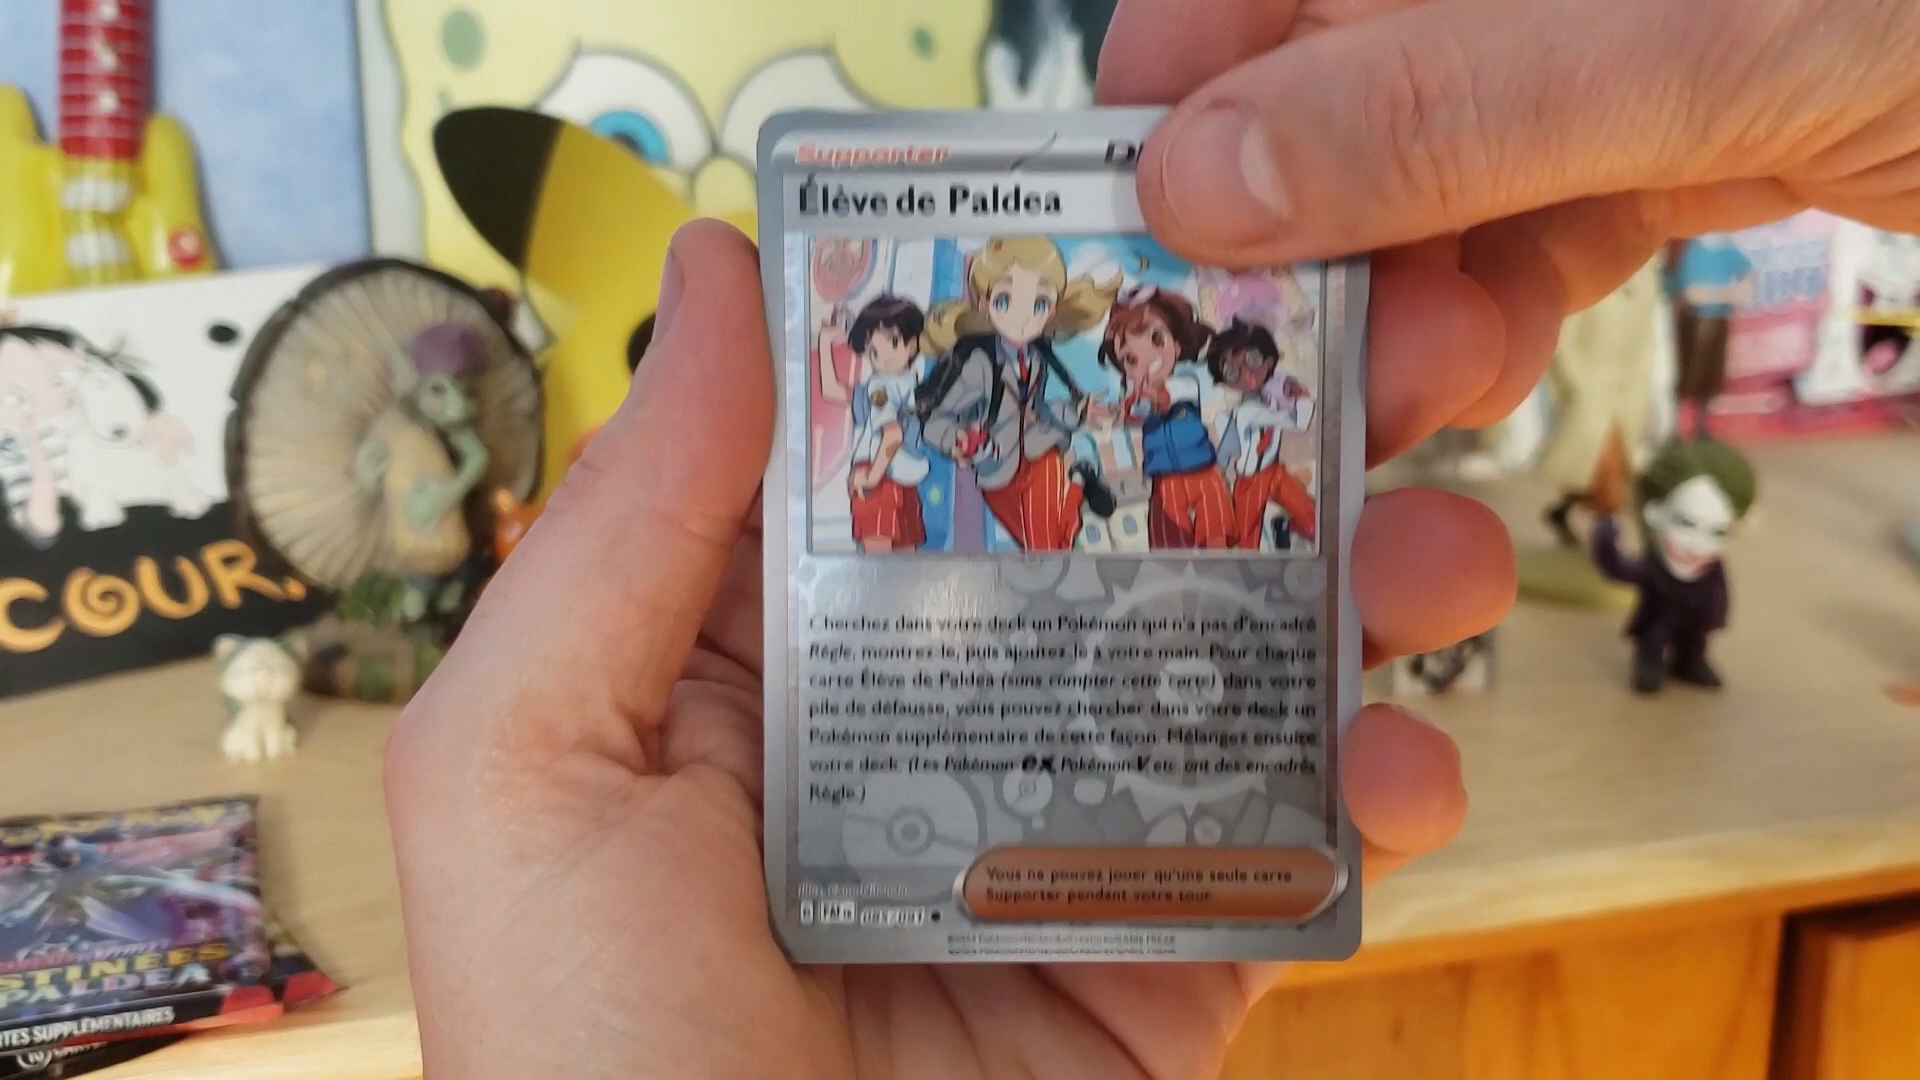 Supporter
Élève de Paldea
Cherchez dans votre deck un Pokémon qui n'a pas d'encadré
Règle, montrez-le, puis ajoutez-le à votre main. Pour chaque
carte Élève de Paldea (sans compter cette carte) dans votre
pile de défausse, vous pouvez chercher dans votre deck un
Pokémon supplémentaire de cette façon. Mélangez ensuite
votre deck. (Les Pokémon-ex, Pokémon-V, etc. ont des encadrés
Règle.)
Vous ne pouvez jouer qu'une seule carte
Supporter pendant votre tour.
COUR.
STINÉES
PALDEA
TES SUPPLÉMENTAIRES